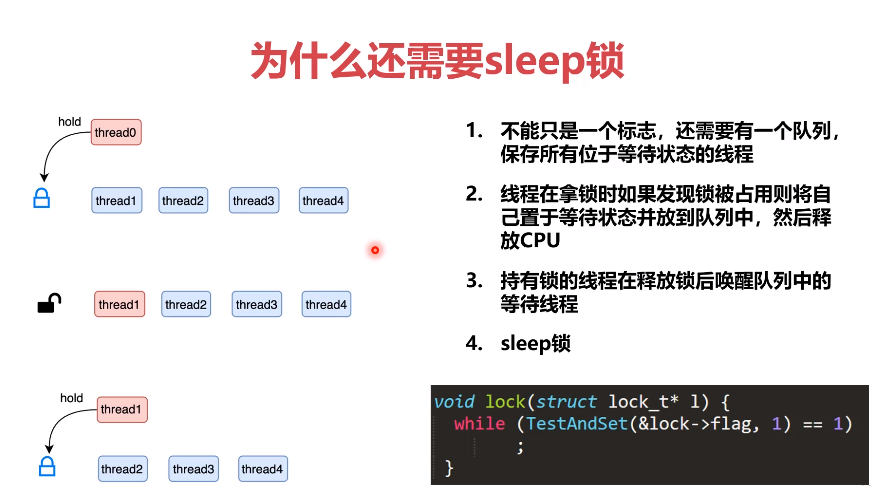 为什么还需要sleep锁
hold
thread0
thread1 thread2 thread3 thread4
thread1 thread2 thread3 thread4
hold
thread1
thread2 thread3 thread4
1. 不能只是一个标志，还需要有一个队列，
保存所有位于等待状态的线程
2. 线程在拿锁时如果发现锁被占用则将自
己置于等待状态并放到队列中，然后释
放CPU
3. 持有锁的线程在释放锁后唤醒队列中的
等待线程
4. sleep锁
void lock(struct lock_t* l) {
while (TestAndSet(&lock->flag, 1) == 1)
;
}